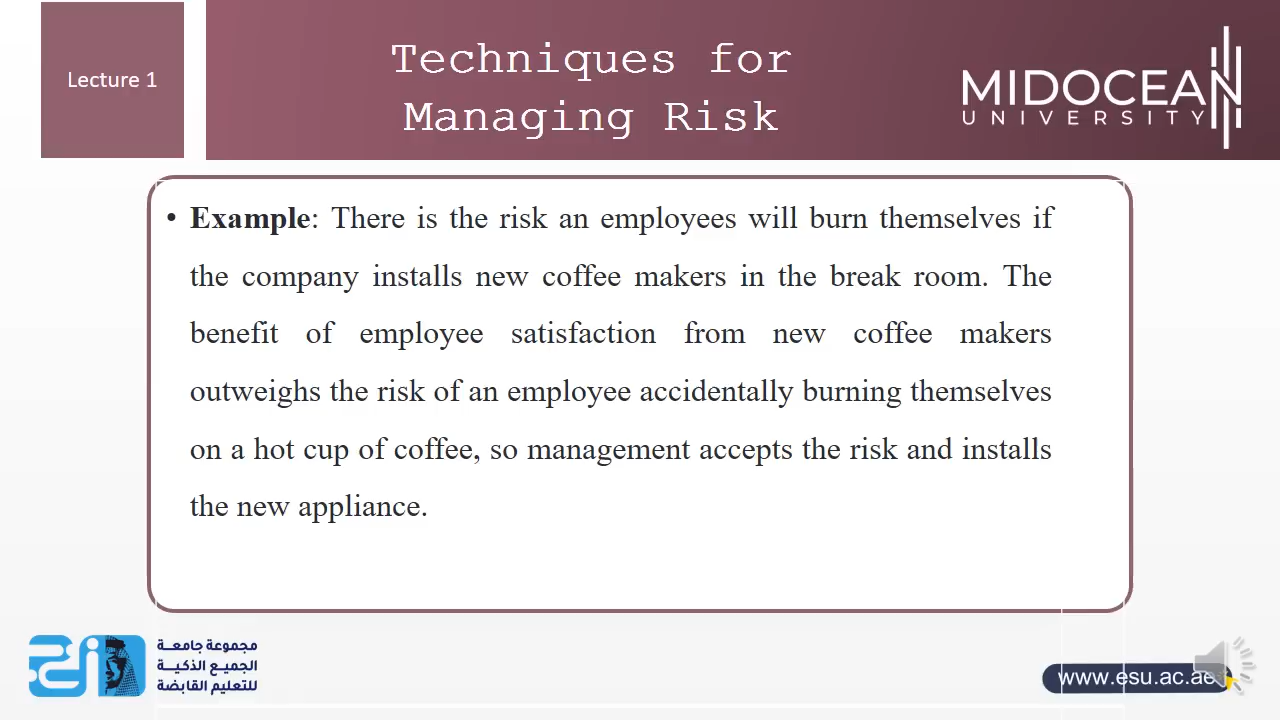 Lecture 1
Techniques for
Managing Risk
MIDOCEAN
UNIVERSITY
• Example: There is the risk an employees will burn themselves if
the company installs new coffee makers in the break room. The
benefit of employee satisfaction from new coffee makers
outweighs the risk of an employee accidentally burning themselves
on a hot cup of coffee, so management accepts the risk and installs
the new appliance.
مجموعة جامعة
الجميع الذكية
للتعليم القابضة
www.esu.ac.ae